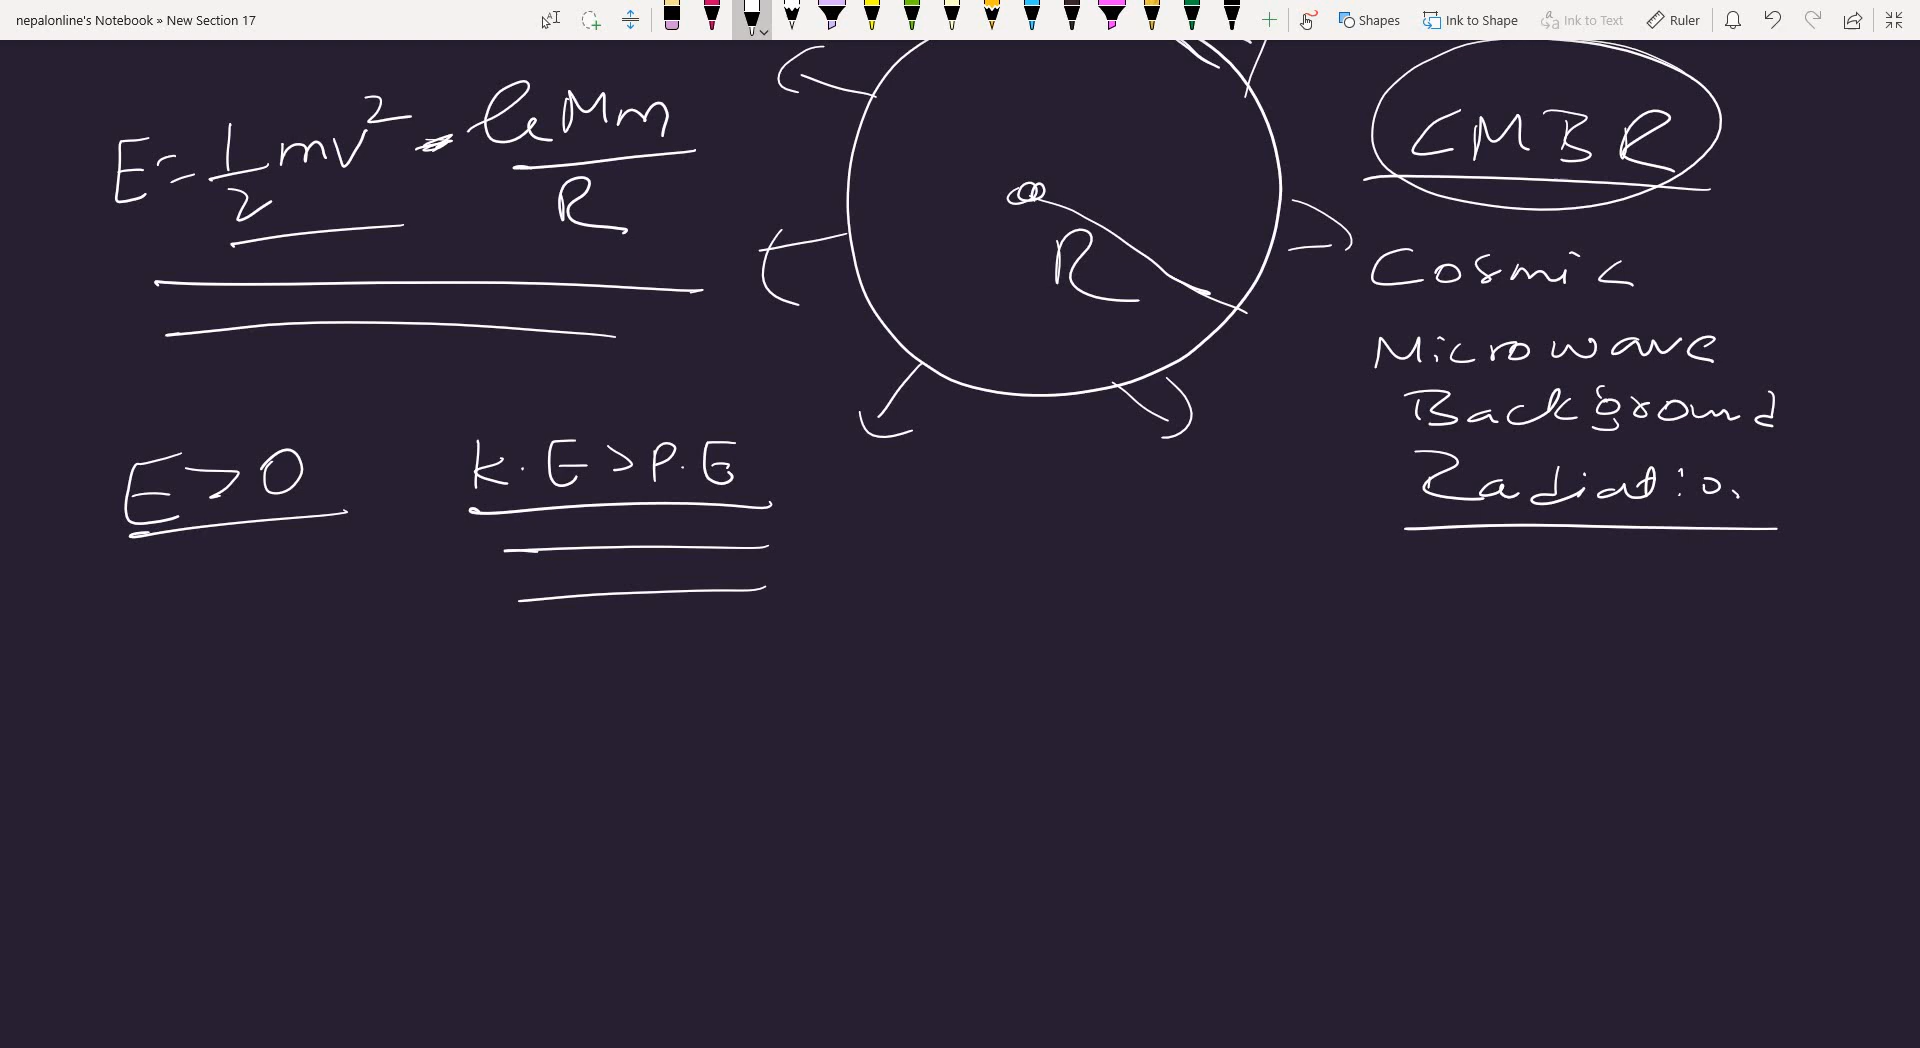 nepalonline's Notebook » New Section 17
Shapes
Ink to Shape
Ink to Text
Ruler
E = 1/2 mv² - GMm/R
R
CMBR
Cosmic
Microwave
Background
Radiation
E > 0
K.E > P.E